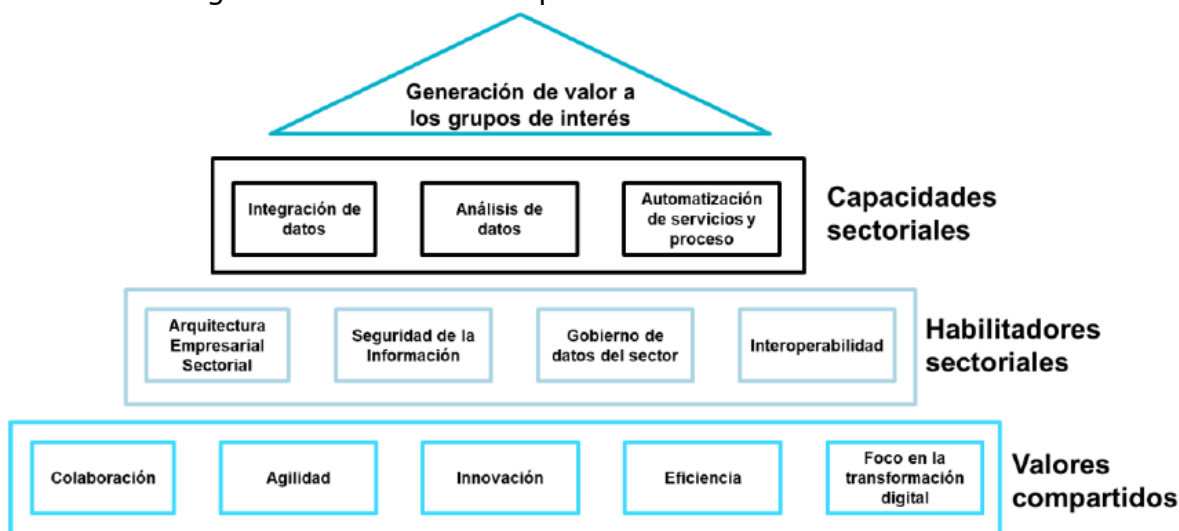 Generación de valor a
los grupos de interés
Integración de
datos
Análisis de
datos
Automatización
de servicios y
proceso
Capacidades
sectoriales
Arquitectura
Empresarial
Sectorial
Seguridad de la
Información
Gobierno de
datos del sector
Interoperabilidad
Habilitadores
sectoriales
Colaboración
Agilidad
Innovación
Eficiencia
Foco en la
transformación
digital
Valores
compartidos